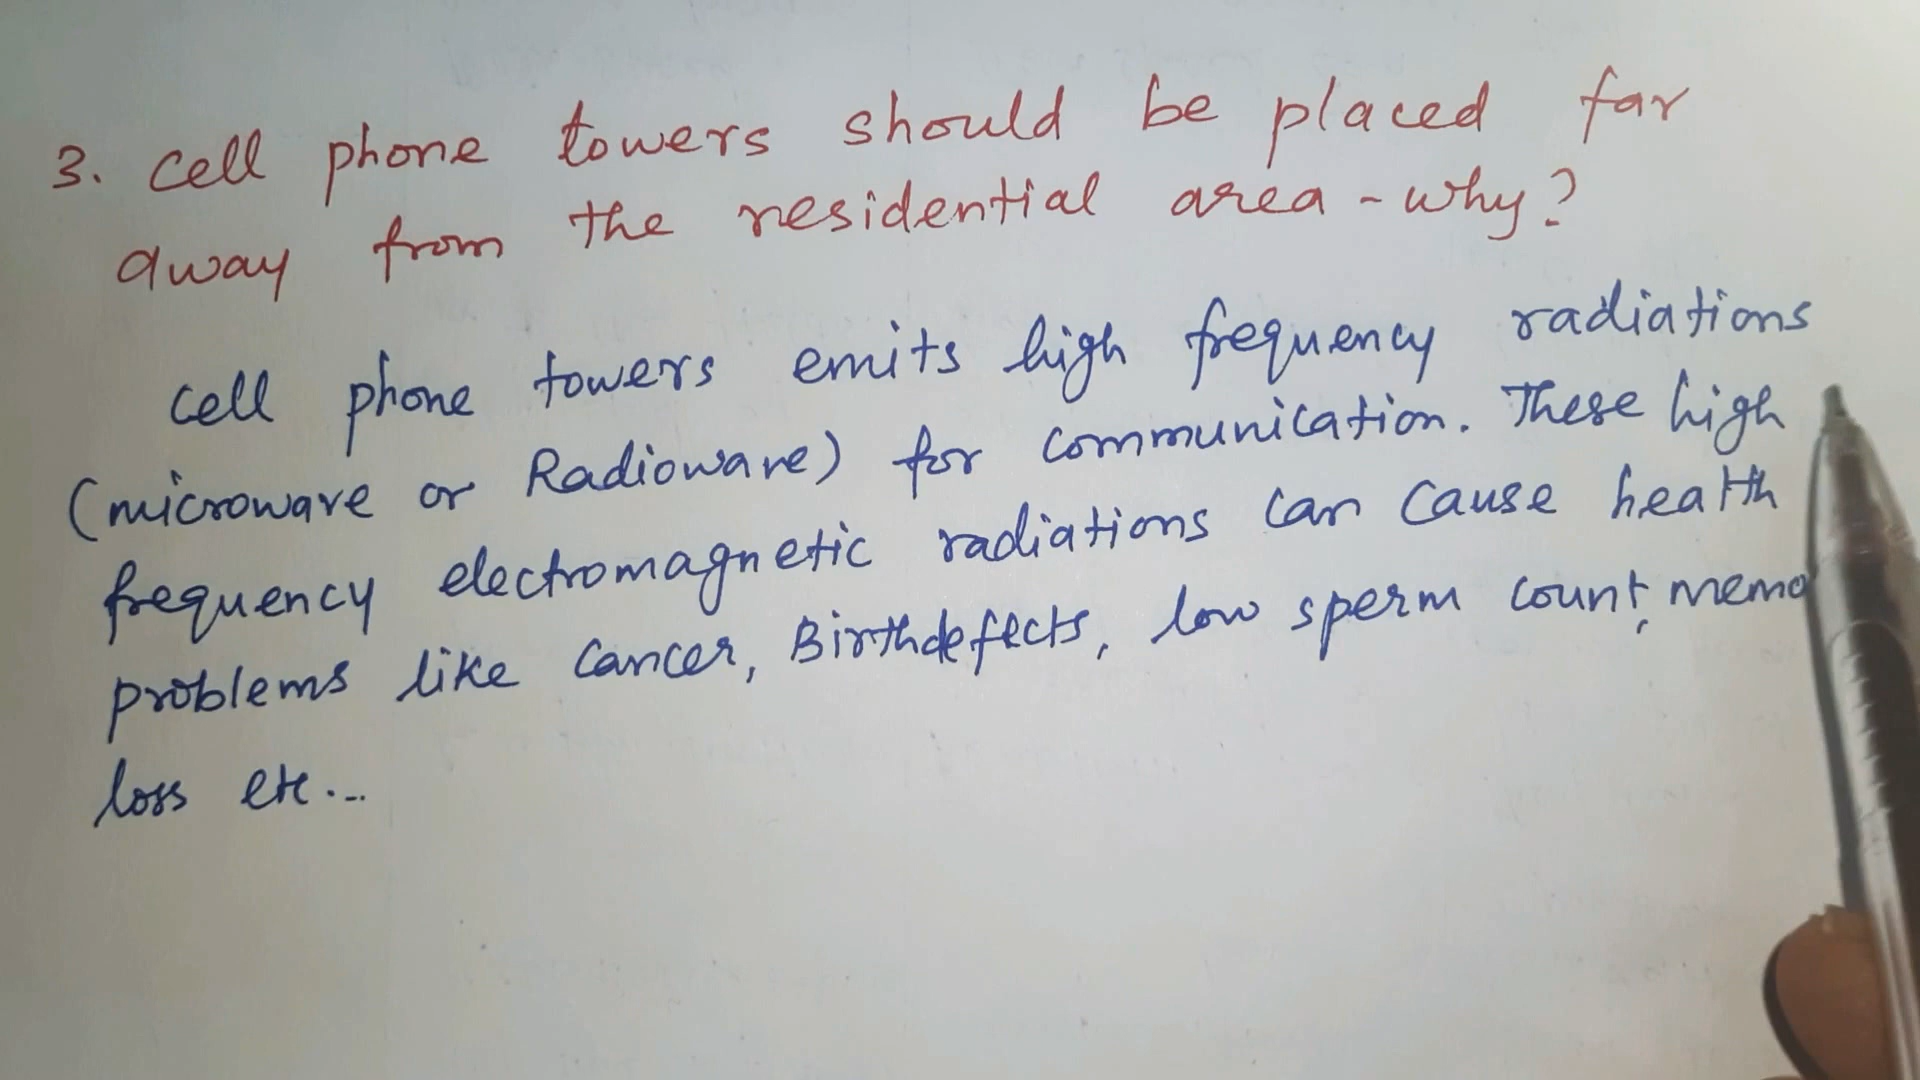 3. Cell phone towers should be placed far
away from the residential area - why?
Cell phone towers emits high frequency radiations
(microwave or Radiowave) for communication. These high
frequency electromagnetic radiations can cause health
problems like cancer, Birthdefects, low sperm count, memo
loss etc...